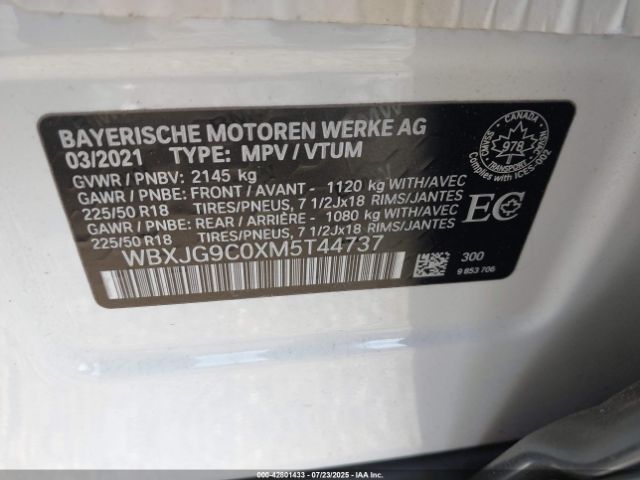 BAYERISCHE MOTOREN WERKE AG
03/2021 TYPE: MPV / VTUM
GVWR / PNBV: 2145 kg
GAWR / PNBE: FRONT / AVANT - 1120 kg WITH/AVEC
225/50 R18 TIRES/PNEUS, 7 1/2Jx18 RIMS/JANTES
GAWR / PNBE: REAR / ARRIÈRE - 1080 kg WITH/AVEC
225/50 R18 TIRES/PNEUS, 7 1/2Jx18 RIMS/JANTES
WBXJG9C0XM5T44737
CANADA
978
TRANSPORT
COMPLIES WITH ICES-002
EC
300
9 853 706
000-42801433 - 07/23/2025 - IAA Inc.